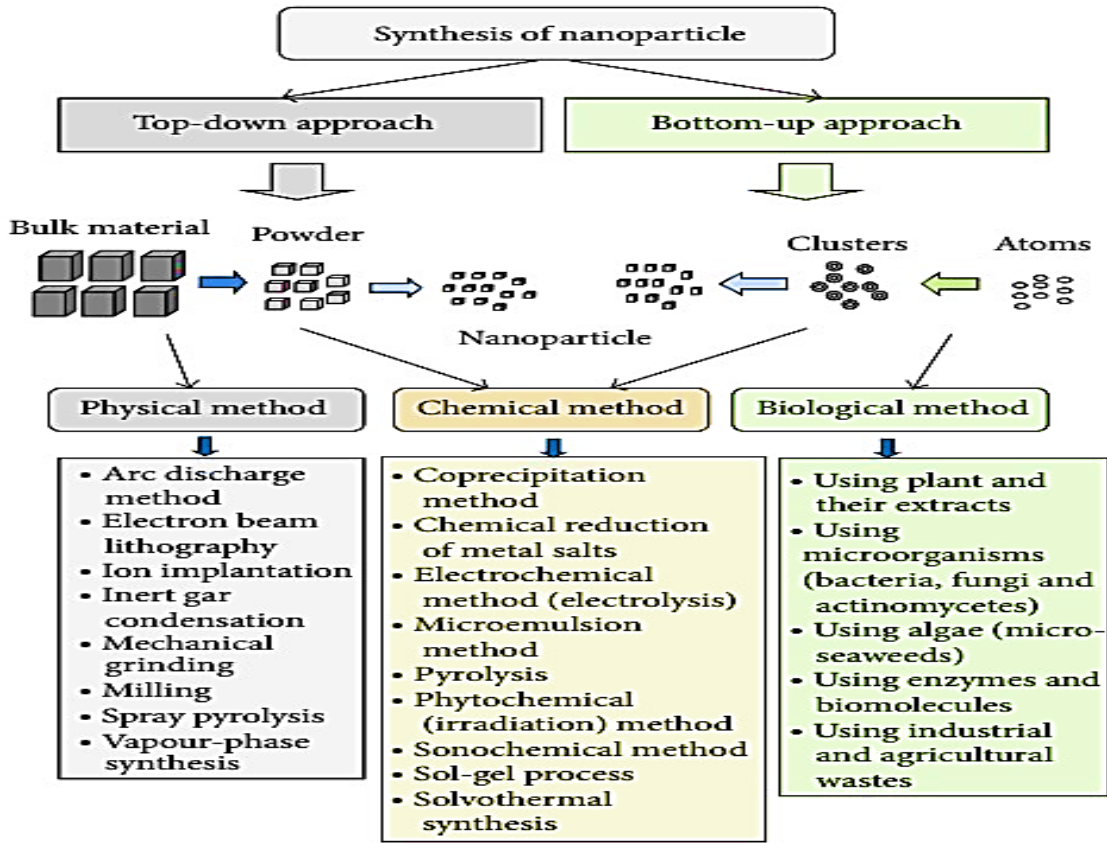 Synthesis of nanoparticle
Top-down approach
Bottom-up approach
Bulk material
Powder
Clusters
Atoms
Nanoparticle
Physical method
Chemical method
Biological method
• Arc discharge
method
• Electron beam
lithography
• Ion implantation
• Inert gar
condensation
• Mechanical
grinding
• Milling
• Spray pyrolysis
• Vapour-phase
synthesis
• Coprecipitation
method
• Chemical reduction
of metal salts
• Electrochemical
method (electrolysis)
• Microemulsion
method
• Pyrolysis
• Phytochemical
(irradiation) method
• Sonochemical method
• Sol-gel process
• Solvothermal
synthesis
• Using plant and
their extracts
• Using
microorganisms
(bacteria, fungi and
actinomycetes)
• Using algae (micro-
seaweeds)
• Using enzymes and
biomolecules
• Using industrial
and agricultural
wastes